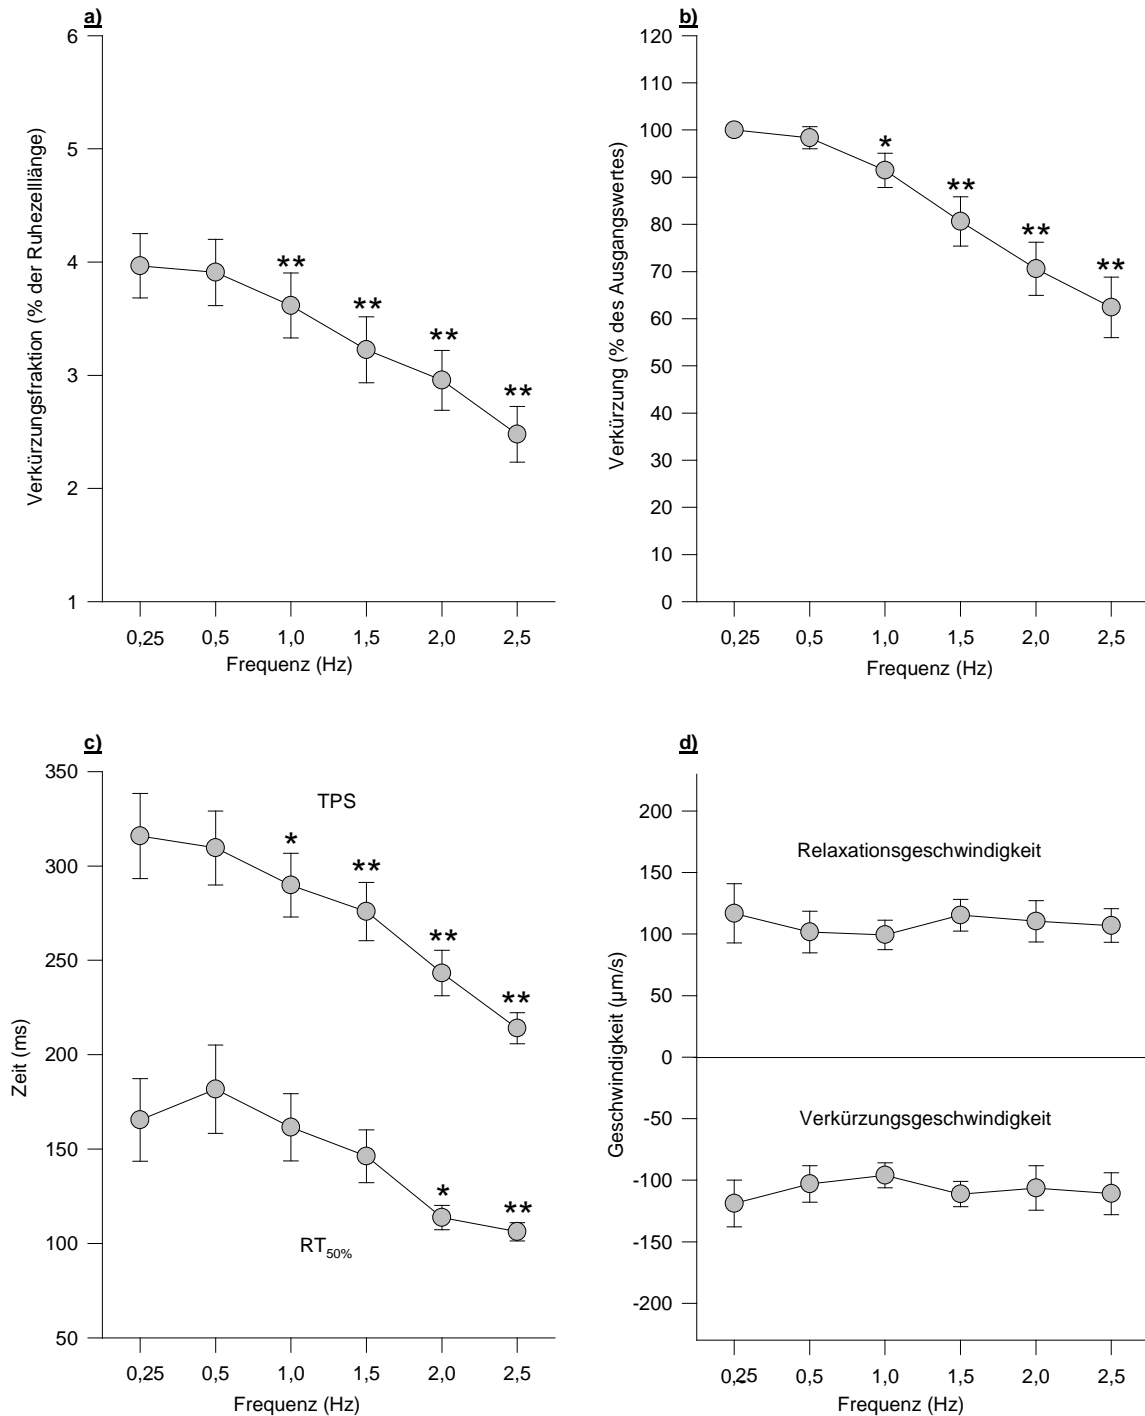 a)
6
5
4
3
2
1
Verkürzungsfraktion (% der Ruhezelllänge)
**
**
**
**
0,25 0,5 1,0 1,5 2,0 2,5
Frequenz (Hz)
b)
120
110
100
90
80
70
60
50
40
30
20
10
0
Verkürzung (% des Ausgangswertes)
*
**
**
**
0,25 0,5 1,0 1,5 2,0 2,5
Frequenz (Hz)
c)
350
300
250
200
150
100
50
Zeit (ms)
TPS
*
**
**
**
*
**
RT50%
0,25 0,5 1,0 1,5 2,0 2,5
Frequenz (Hz)
d)
200
150
100
50
0
-50
-100
-150
-200
Geschwindigkeit (µm/s)
Relaxationsgeschwindigkeit
Verkürzungsgeschwindigkeit
0,25 0,5 1,0 1,5 2,0 2,5
Frequenz (Hz)